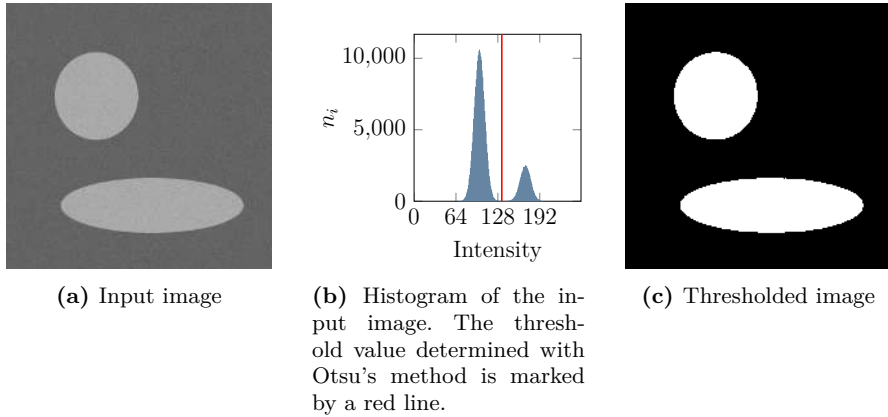 10,000
5,000
0
n_i
0 64 128 192
Intensity
(a) Input image
(b) Histogram of the in-
put image. The thresh-
old value determined with
Otsu's method is marked
by a red line.
(c) Thresholded image